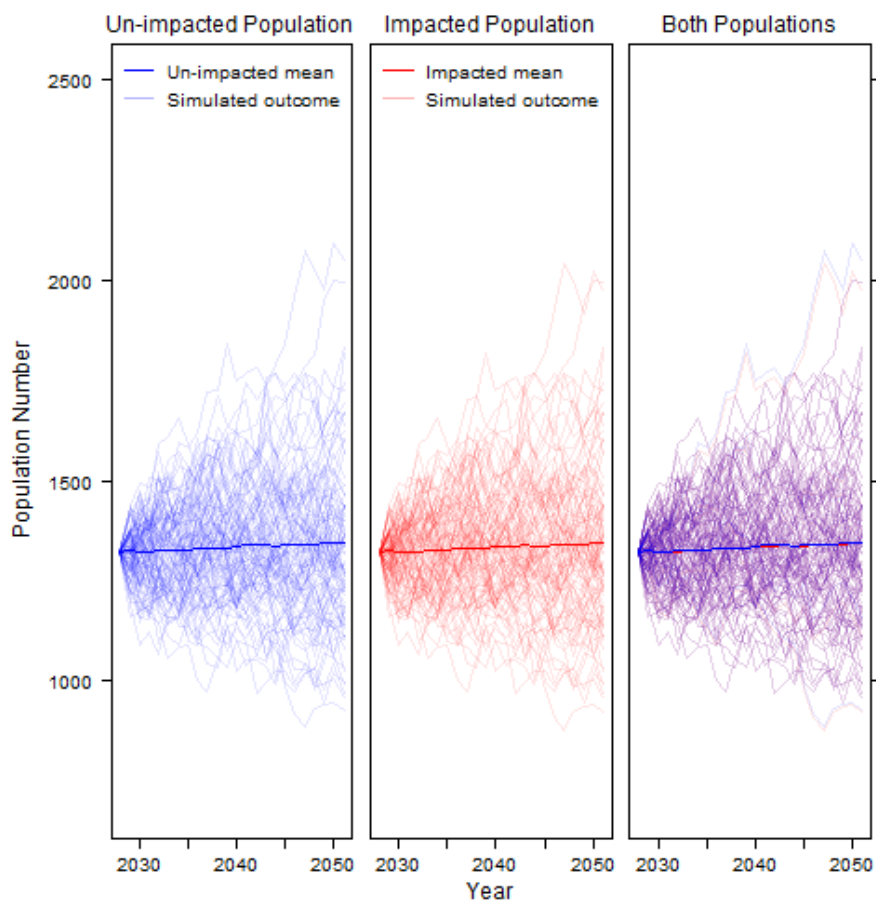 Un-impacted Population
Impacted Population
Both Populations
Un-impacted mean
Simulated outcome
Impacted mean
Simulated outcome
Population Number
2500
2000
1500
1000
2030
2040
2050
2030
2040
2050
2030
2040
2050
Year